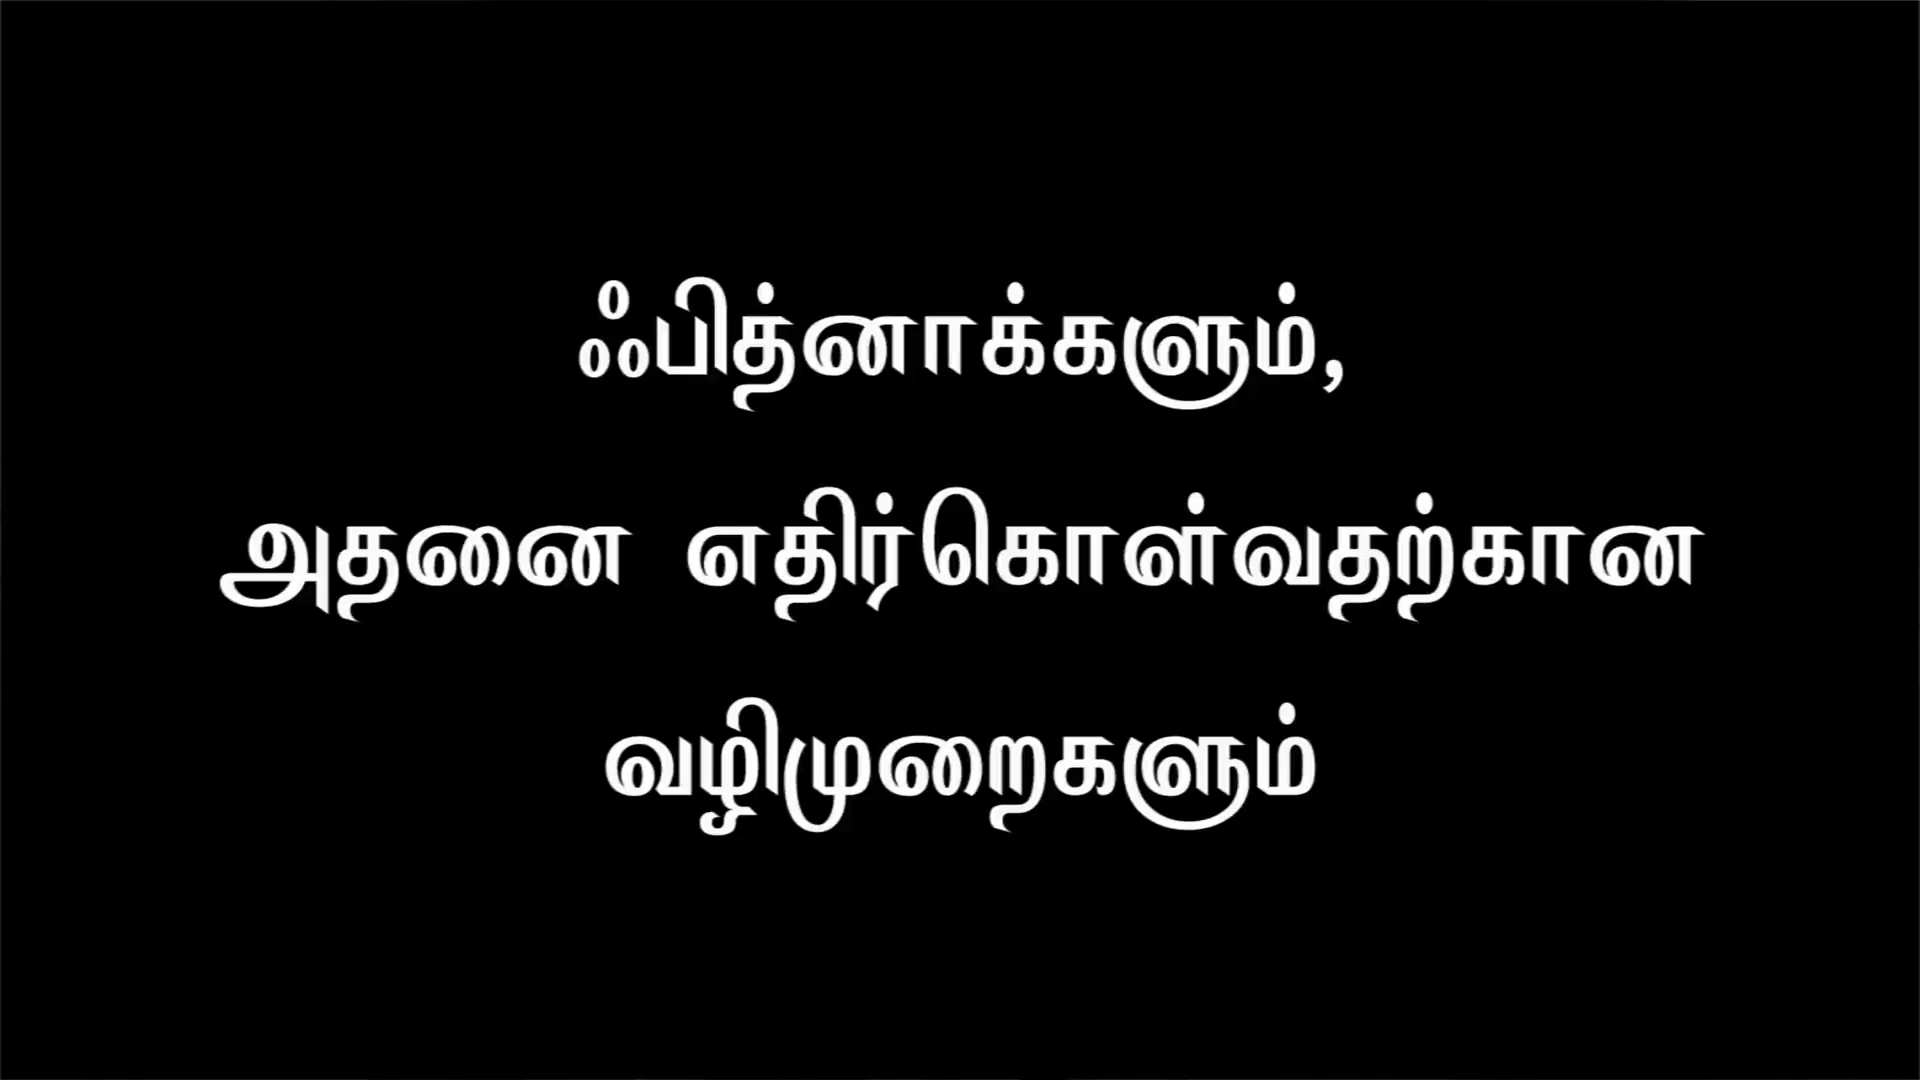 ஃபித்னாக்களும்,
அதனை எதிர்கொள்வதற்கான
வழிமுறைகளும்